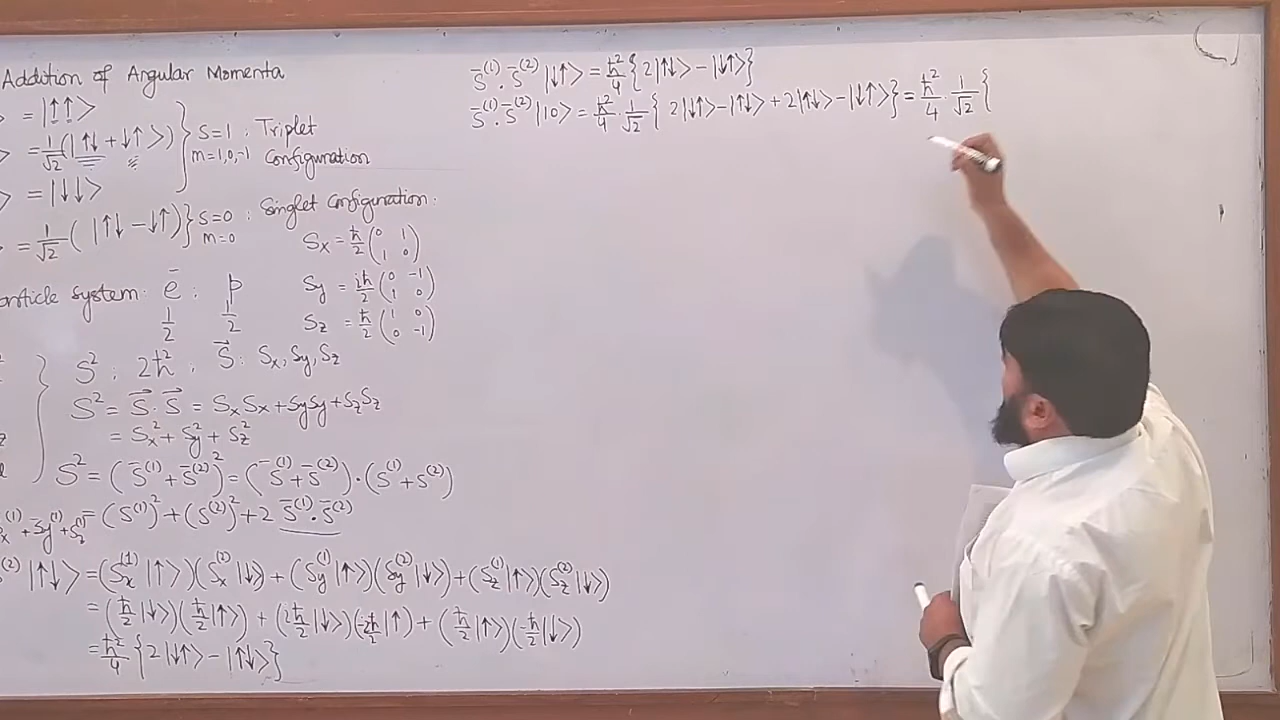 Addition of Angular Momenta
> = |↑↑>
> = 1/√2 (|↑↓ + ↓↑>) } S=1 : Triplet
m=1,0,-1 Configuration
> = |↓↓>
= 1/√2 ( |↑↓ − ↓↑) } S=0 : Singlet Configuration.
m=0
Sx = ħ/2 (0 1
1 0)
particle system: ē : p
1/2 1/2
Sy = iħ/2 (0 -1
1 0)
Sz = ħ/2 (1 0
0 -1)
S² : 2ħ² . S⃗ : Sx, Sy, Sz
S² = S⃗ . S⃗ = SxSx + SySy + SzSz
= Sx² + Sy² + Sz²
S² = (S̄⁽¹⁾ + S̄⁽²⁾)² = (S̄⁽¹⁾ + S̄⁽²⁾) · (S⁽¹⁾ + S⁽²⁾)
= (S⁽¹⁾)² + (S⁽²⁾)² + 2 S̄⁽¹⁾ · S̄⁽²⁾
|↑↓> = (Sx⁽¹⁾|↑>)(Sx⁽²⁾|↓>) + (Sy⁽¹⁾|↑>)(Sy⁽²⁾|↓>) + (Sz⁽¹⁾|↑>)(Sz⁽²⁾|↓>)
= (ħ/2|↓>)(ħ/2|↑>) + (iħ/2|↓>)(-iħ/2|↑) + (ħ/2|↑>)(-ħ/2|↓>)
= ħ²/4 {2|↓↑> − |↑↓>}
S̄⁽¹⁾ . S̄⁽²⁾ |↓↑> = ħ²/4 {2|↑↓> − |↓↑>}
S̄⁽¹⁾ . S̄⁽²⁾ |10> = ħ²/4 . 1/√2 { 2|↓↑> − |↑↓> + 2|↑↓> − |↓↑> } = ħ²/4 . 1/√2 {